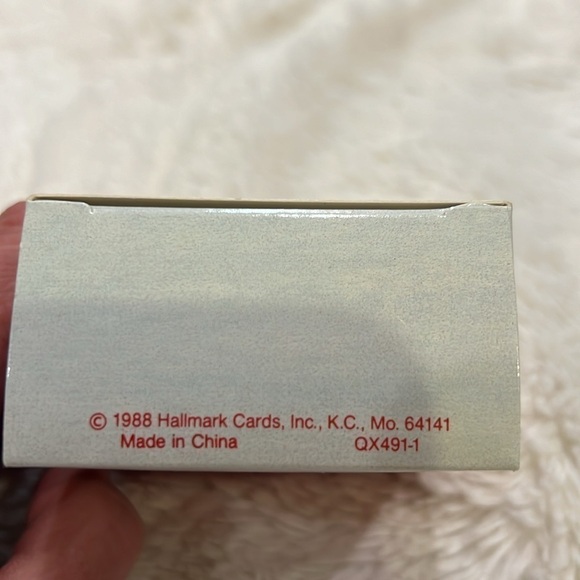 © 1988 Hallmark Cards, Inc., K.C., Mo. 64141
Made in China QX491-1